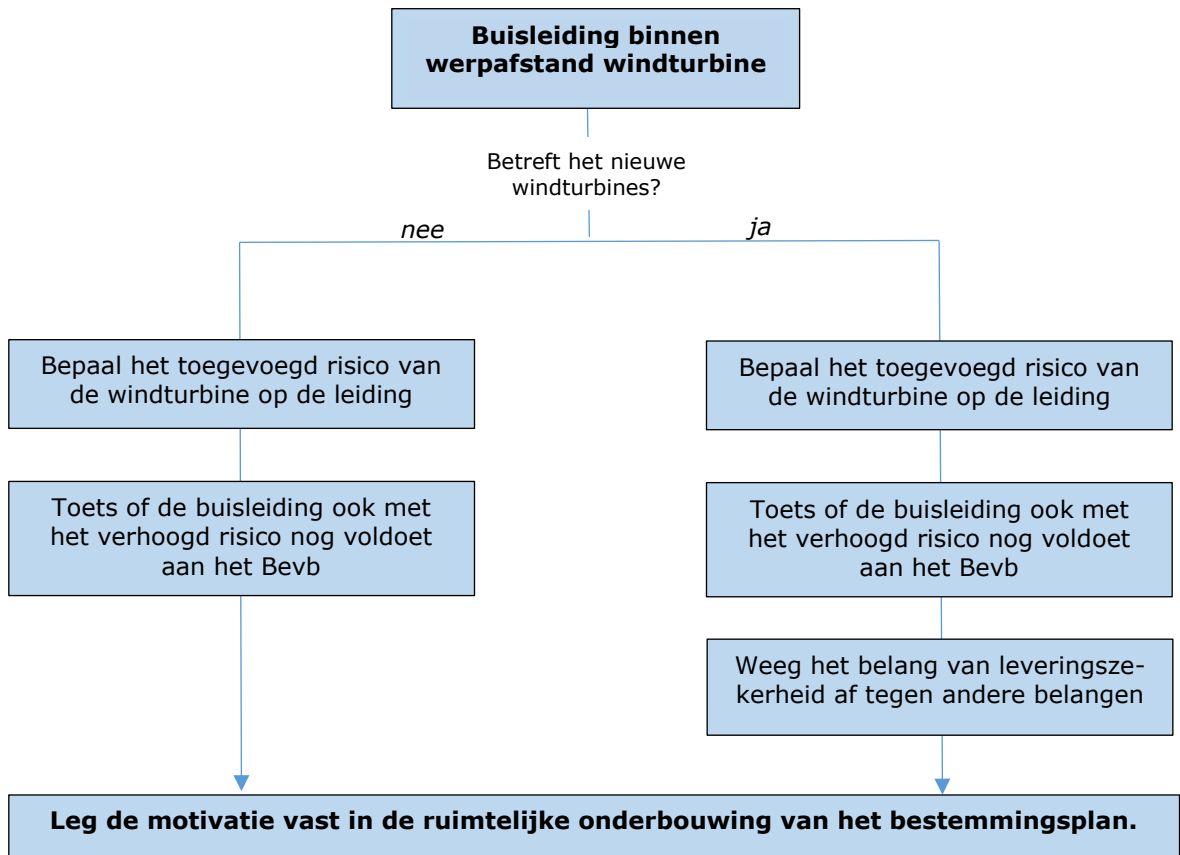 Buisleiding binnen
werpafstand windturbine
Betreft het nieuwe
windturbines?
nee
ja
Bepaal het toegevoegd risico van
de windturbine op de leiding
Toets of de buisleiding ook met
het verhoogd risico nog voldoet
aan het Bevb
Bepaal het toegevoegd risico van
de windturbine op de leiding
Toets of de buisleiding ook met
het verhoogd risico nog voldoet
aan het Bevb
Weeg het belang van leveringsze-
kerheid af tegen andere belangen
Leg de motivatie vast in de ruimtelijke onderbouwing van het bestemmingsplan.